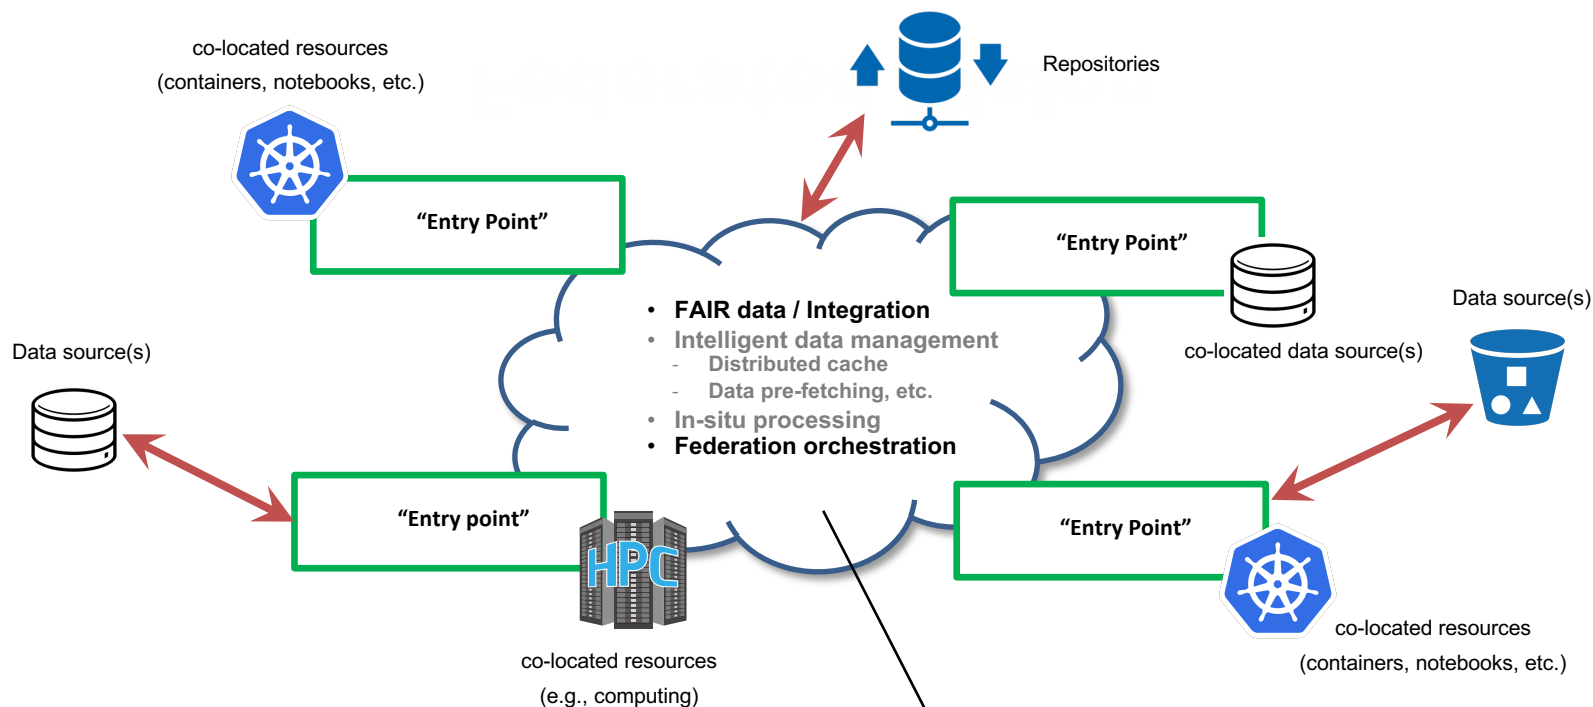 co-located resources
(containers, notebooks, etc.)
Repositories
“Entry Point”
“Entry Point”
• FAIR data / Integration
• Intelligent data management
- Distributed cache
- Data pre-fetching, etc.
• In-situ processing
• Federation orchestration
Data source(s)
co-located data source(s)
Data source(s)
“Entry point”
“Entry Point”
HPC
co-located resources
(e.g., computing)
co-located resources
(containers, notebooks, etc.)